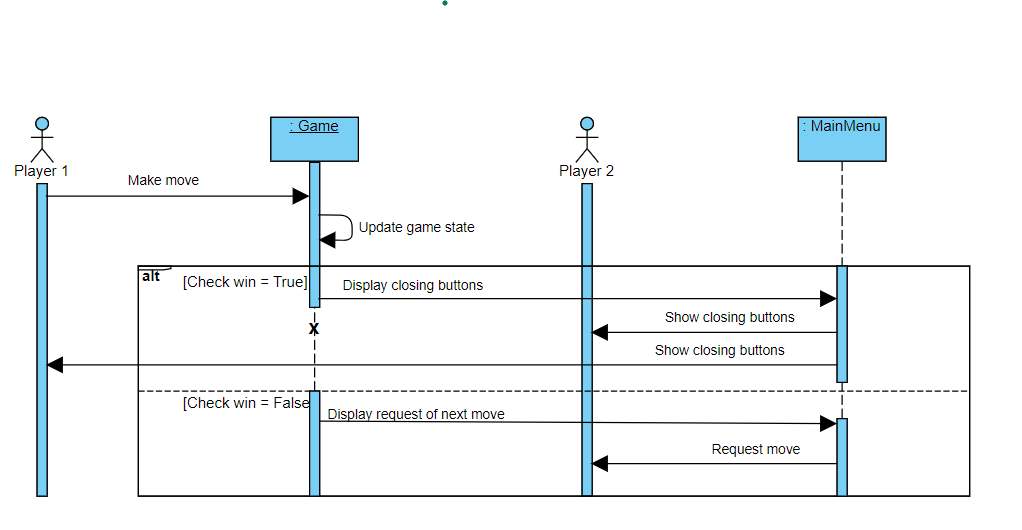 : Game
: MainMenu
Player 1
Player 2
Make move
Update game state
alt
[Check win = True]
Display closing buttons
Show closing buttons
X
Show closing buttons
[Check win = False
Display request of next move
Request move